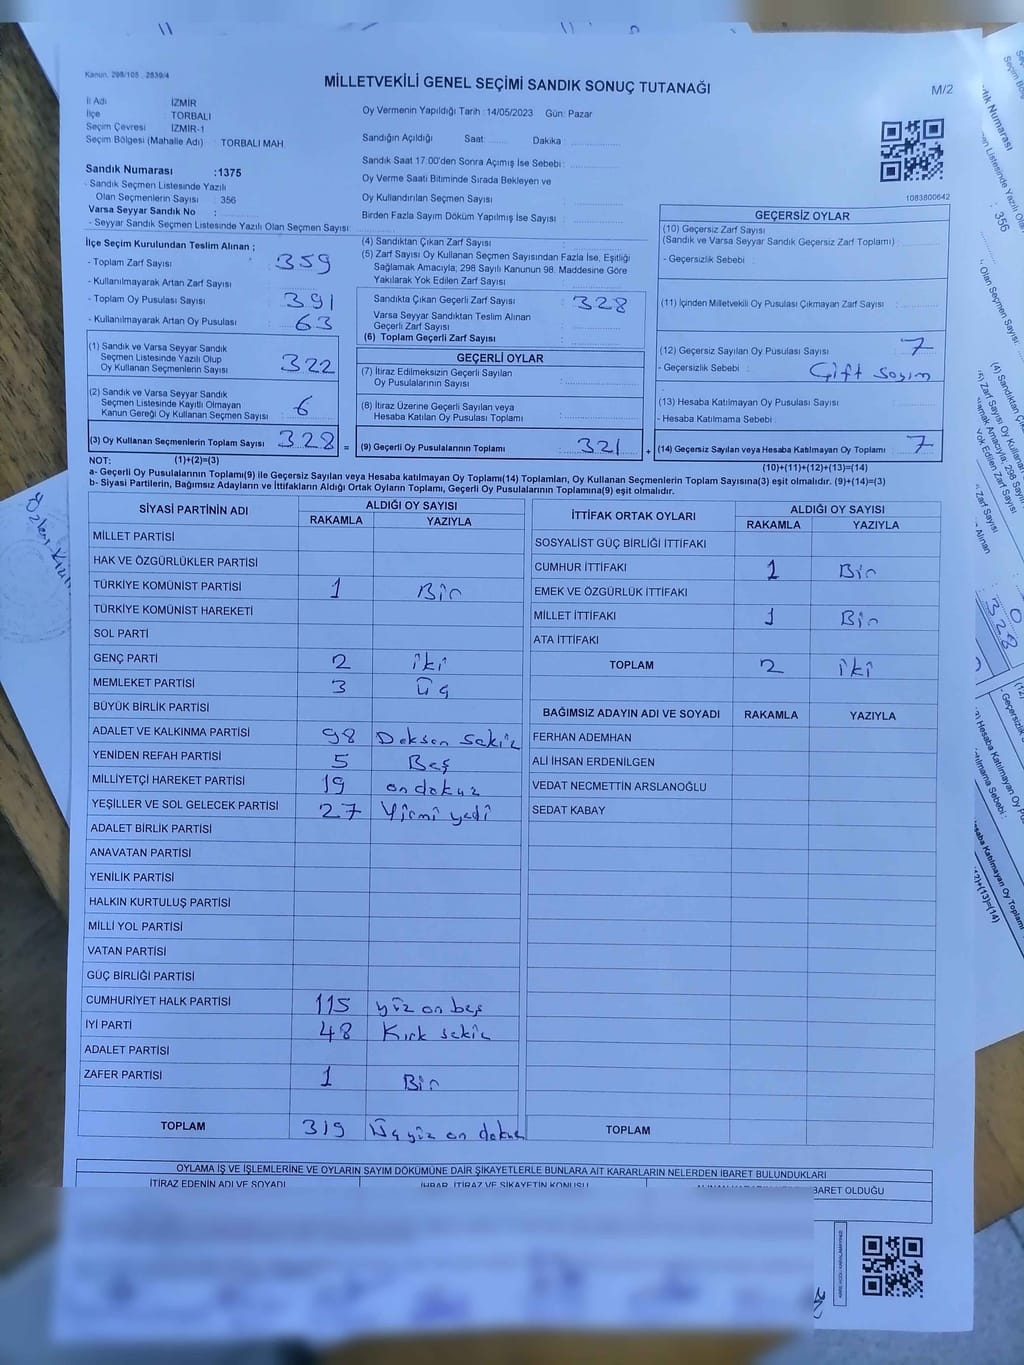 Kanun. 298/105 , 2839/4
MİLLETVEKİLİ GENEL SEÇİMİ SANDIK SONUÇ TUTANAĞI
M/2
İl Adı : İZMİR
İlçe : TORBALI
Seçim Çevresi : İZMİR-1
Seçim Bölgesi (Mahalle Adı) : TORBALI MAH
Oy Vermenin Yapıldığı Tarih : 14/05/2023 Gün: Pazar
Sandığın Açıldığı Saat: Dakika :
Sandık Saat 17:00'den Sonra Açımış İse Sebebi :
Oy Verme Saati Bitiminde Sırada Bekleyen ve
Oy Kullandırılan Seçmen Sayısı :
Birden Fazla Sayım Döküm Yapılmış İse Sayısı :
1083800642
Sandık Numarası :1375
- Sandık Seçmen Listesinde Yazılı
Olan Seçmenlerin Sayısı : 356
Varsa Seyyar Sandık No :
- Seyyar Sandık Seçmen Listesinde Yazılı Olan Seçmen Sayısı :
İlçe Seçim Kurulundan Teslim Alınan ;
- Toplam Zarf Sayısı : 359
- Kullanılmayarak Artan Zarf Sayısı :
- Toplam Oy Pusulası Sayısı : 391
- Kullanılmayarak Artan Oy Pusulası : 63
(1) Sandık ve Varsa Seyyar Sandık
Seçmen Listesinde Yazılı Olup
Oy Kullanan Seçmenlerin Sayısı : 322
(2) Sandık ve Varsa Seyyar Sandık
Seçmen Listesinde Kayıtlı Olmayan
Kanun Gereği Oy Kullanan Seçmen Sayısı : 6
(3) Oy Kullanan Seçmenlerin Toplam Sayısı : 328 =
(4) Sandıktan Çıkan Zarf Sayısı :
(5) Zarf Sayısı Oy Kullanan Seçmen Sayısından Fazla İse, Eşitliği
Sağlamak Amacıyla; 298 Sayılı Kanunun 98. Maddesine Göre
Yakılarak Yok Edilen Zarf Sayısı :
Sandıkta Çıkan Geçerli Zarf Sayısı : 328
Varsa Seyyar Sandıktan Teslim Alınan
Geçerli Zarf Sayısı :
(6) Toplam Geçerli Zarf Sayısı :
GEÇERLİ OYLAR
(7) İtiraz Edilmeksizin Geçerli Sayılan
Oy Pusulalarının Sayısı :
(8) İtiraz Üzerine Geçerli Sayılan veya
Hesaba Katılan Oy Pusulası Toplamı :
(9) Geçerli Oy Pusulalarının Toplamı : 321 +
GEÇERSİZ OYLAR
(10) Geçersiz Zarf Sayısı
(Sandık ve Varsa Seyyar Sandık Geçersiz Zarf Toplamı) :
- Geçersizlik Sebebi :
(11) İçinden Milletvekili Oy Pusulası Çıkmayan Zarf Sayısı :
(12) Geçersiz Sayılan Oy Pusulası Sayısı : 7
- Geçersizlik Sebebi : Çift Sayım
(13) Hesaba Katılmayan Oy Pusulası Sayısı :
- Hesaba Katılmama Sebebi :
(14) Geçersiz Sayılan veya Hesaba Katılmayan Oy Toplamı : 7
NOT: (1)+(2)=(3) (10)+(11)+(12)+(13)=(14)
a- Geçerli Oy Pusulalarının Toplamı(9) ile Geçersiz Sayılan veya Hesaba katılmayan Oy Toplamı(14) Toplamları, Oy Kullanan Seçmenlerin Toplam Sayısına(3) eşit olmalıdır. (9)+(14)=(3)
b- Siyasi Partilerin, Bağımsız Adayların ve İttifakların Aldığı Ortak Oyların Toplamı, Geçerli Oy Pusulalarının Toplamına(9) eşit olmalıdır.
SİYASİ PARTİNİN ADI ALDIĞI OY SAYISI
RAKAMLA YAZIYLA
MİLLET PARTİSİ
HAK VE ÖZGÜRLÜKLER PARTİSİ
TÜRKİYE KOMÜNİST PARTİSİ 1 Bir
TÜRKİYE KOMÜNİST HAREKETİ
SOL PARTİ
GENÇ PARTİ 2 iki
MEMLEKET PARTİSİ 3 Üç
BÜYÜK BİRLİK PARTİSİ
ADALET VE KALKINMA PARTİSİ 98 Doksan Sekiz
YENİDEN REFAH PARTİSİ 5 Beş
MİLLİYETÇİ HAREKET PARTİSİ 19 on dokuz
YEŞİLLER VE SOL GELECEK PARTİSİ 27 Yirmi yedi
ADALET BİRLİK PARTİSİ
ANAVATAN PARTİSİ
YENİLİK PARTİSİ
HALKIN KURTULUŞ PARTİSİ
MİLLİ YOL PARTİSİ
VATAN PARTİSİ
GÜÇ BİRLİĞİ PARTİSİ
CUMHURİYET HALK PARTİSİ 115 yüz on beş
İYİ PARTİ 48 Kırk sekiz
ADALET PARTİSİ
ZAFER PARTİSİ 1 Bir
TOPLAM 319 Üç yüz on dokuz
İTTİFAK ORTAK OYLARI ALDIĞI OY SAYISI
RAKAMLA YAZIYLA
SOSYALİST GÜÇ BİRLİĞİ İTTİFAKI
CUMHUR İTTİFAKI 1 Bir
EMEK VE ÖZGÜRLÜK İTTİFAKI
MİLLET İTTİFAKI 1 Bir
ATA İTTİFAKI
TOPLAM 2 iki
BAĞIMSIZ ADAYIN ADI VE SOYADI RAKAMLA YAZIYLA
FERHAN ADEMHAN
ALİ İHSAN ERDENİLGEN
VEDAT NECMETTİN ARSLANOĞLU
SEDAT KABAY
TOPLAM
OYLAMA İŞ VE İŞLEMLERİNE VE OYLARIN SAYIM DÖKÜMÜNE DAİR ŞİKAYETLERLE BUNLARA AİT KARARLARIN NELERDEN İBARET BULUNDUKLARI
İTİRAZ EDENİN ADI VE SOYADI İHBAR, İTİRAZ VE ŞİKAYETİN KONUSU BARET OLDUĞU